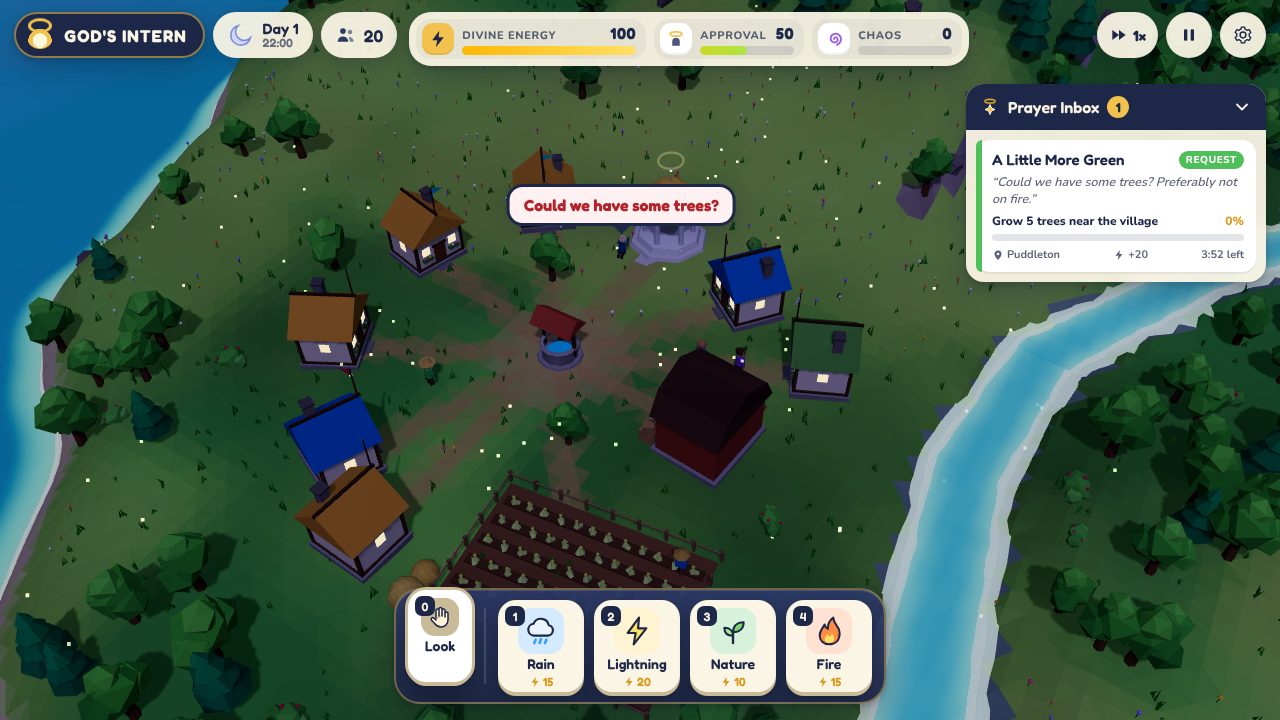 GOD'S INTERN
Day 1
22:00
20
DIVINE ENERGY 100
APPROVAL 50
CHAOS 0
1x
Prayer Inbox 1
A Little More Green REQUEST
“Could we have some trees? Preferably not
on fire.”
Grow 5 trees near the village 0%
Puddleton +20 3:52 left
Could we have some trees?
0
Look
1
Rain
15
2
Lightning
20
3
Nature
10
4
Fire
15